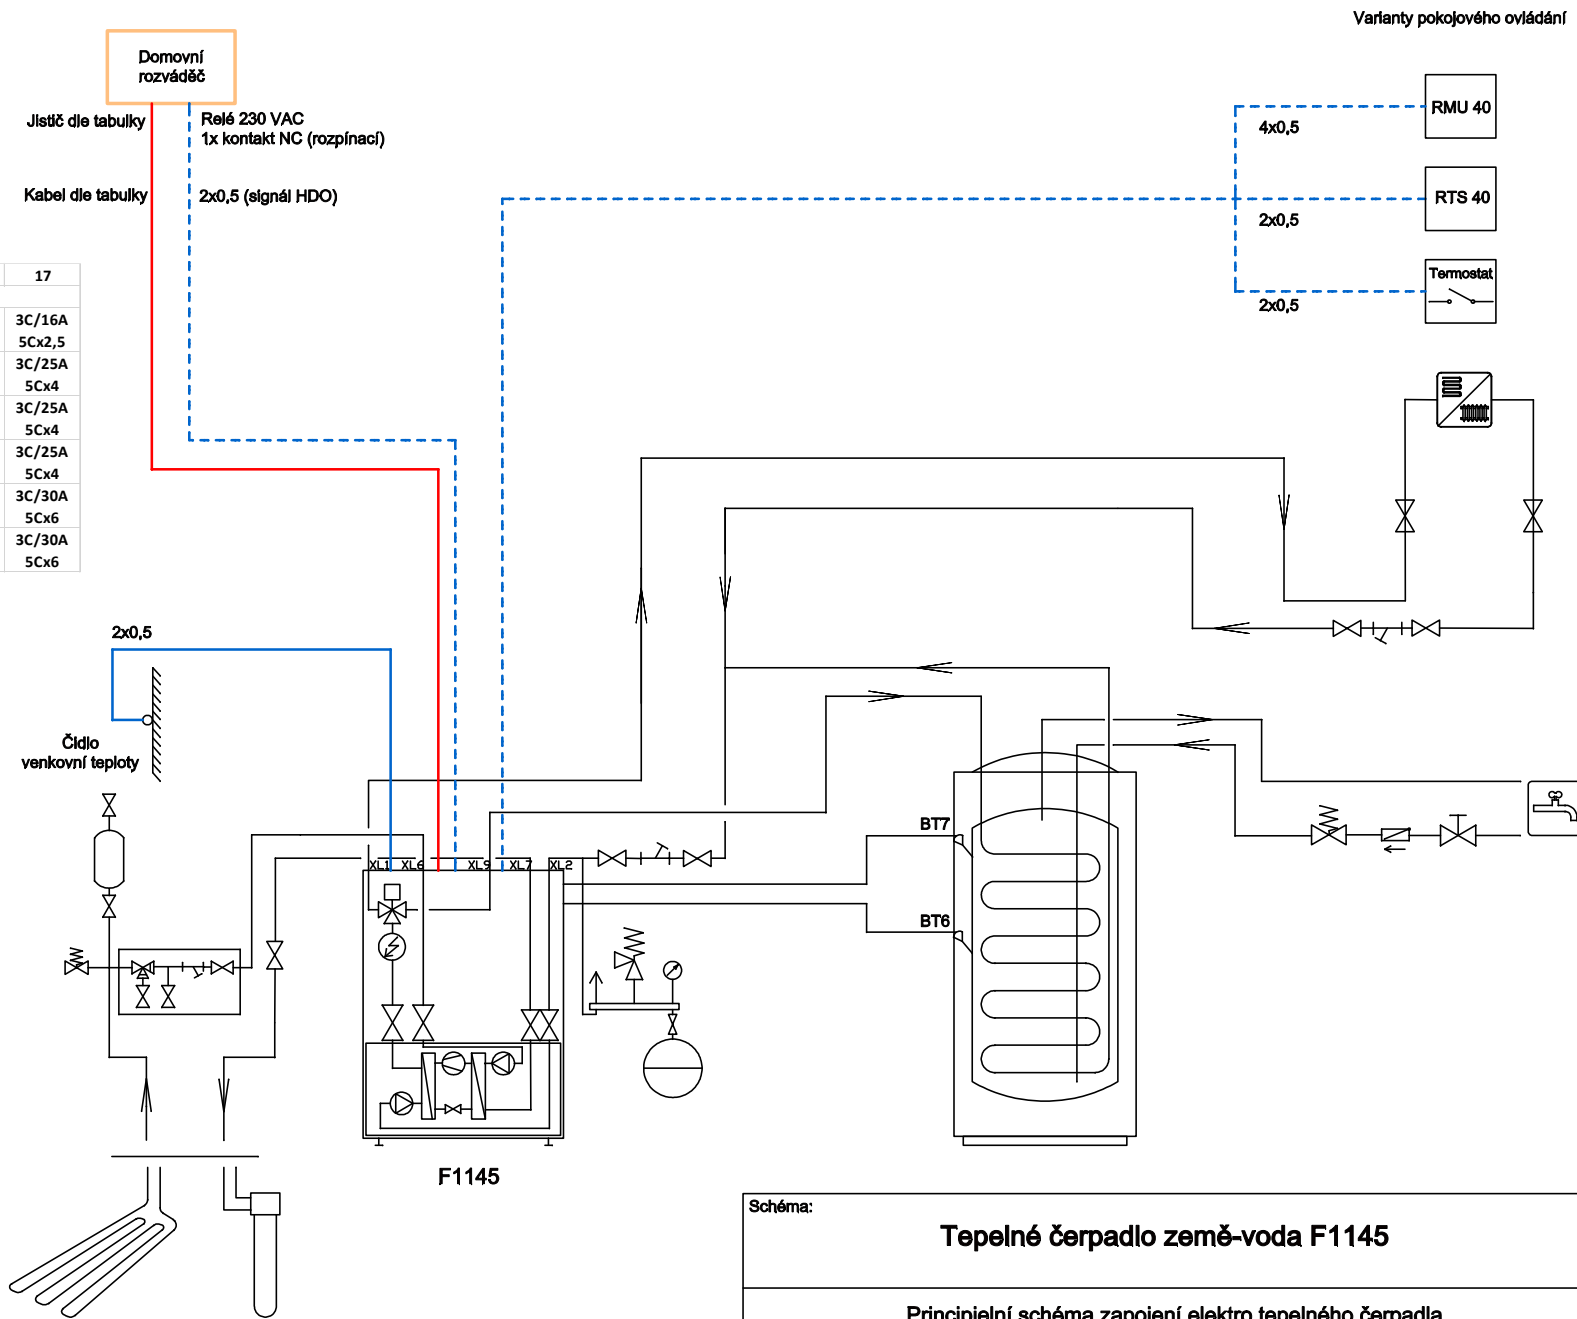 Varianty pokojového ovládání
Domovní
rozváděč
Jistič dle tabulky
Relé 230 VAC
1x kontakt NC (rozpínací)
Kabel dle tabulky
2x0,5 (signál HDO)
4x0,5
RMU 40
2x0,5
RTS 40
2x0,5
Termostat
17
3C/16A
5Cx2,5
3C/25A
5Cx4
3C/25A
5Cx4
3C/25A
5Cx4
3C/30A
5Cx6
3C/30A
5Cx6
2x0,5
Čidlo
venkovní teploty
XL1 XL6 XL9 XL7 XL2
BT7
BT6
F1145
Schéma:
Tepelné čerpadlo země-voda F1145
Principielní schéma zapojení elektro tepelného čerpadla